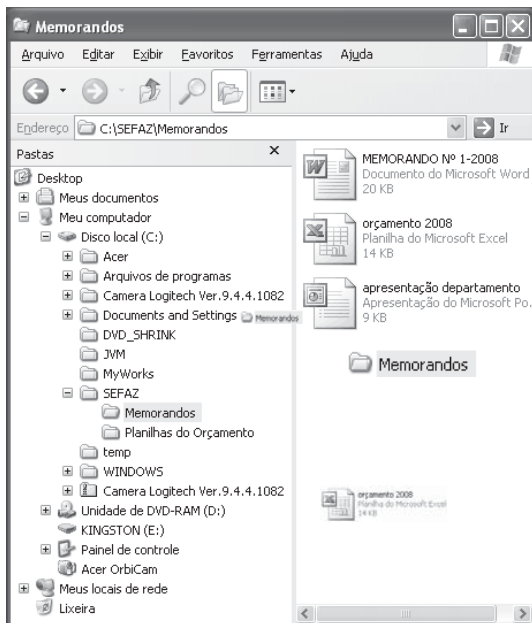 Memorandos
Arquivo Editar Exibir Favoritos Ferramentas Ajuda
Endereço C:\SEFAZ\Memorandos Ir
Pastas
Desktop
Meus documentos
Meu computador
Disco local (C:)
Acer
Arquivos de programas
Camera Logitech Ver.9.4.4.1082
Documents and Settings Memorandos
DVD_SHRINK
JVM
MyWorks
SEFAZ
Memorandos
Planilhas do Orçamento
temp
WINDOWS
Camera Logitech Ver.9.4.4.1082
Unidade de DVD-RAM (D:)
KINGSTON (E:)
Painel de controle
Acer OrbiCam
Meus locais de rede
Lixeira
MEMORANDO Nº 1-2008
Documento do Microsoft Word
20 KB
orçamento 2008
Planilha do Microsoft Excel
14 KB
apresentação departamento
Apresentação do Microsoft Po.
9 KB
Memorandos
orçamento 2008
Planilha do Microsoft Excel
14 KB